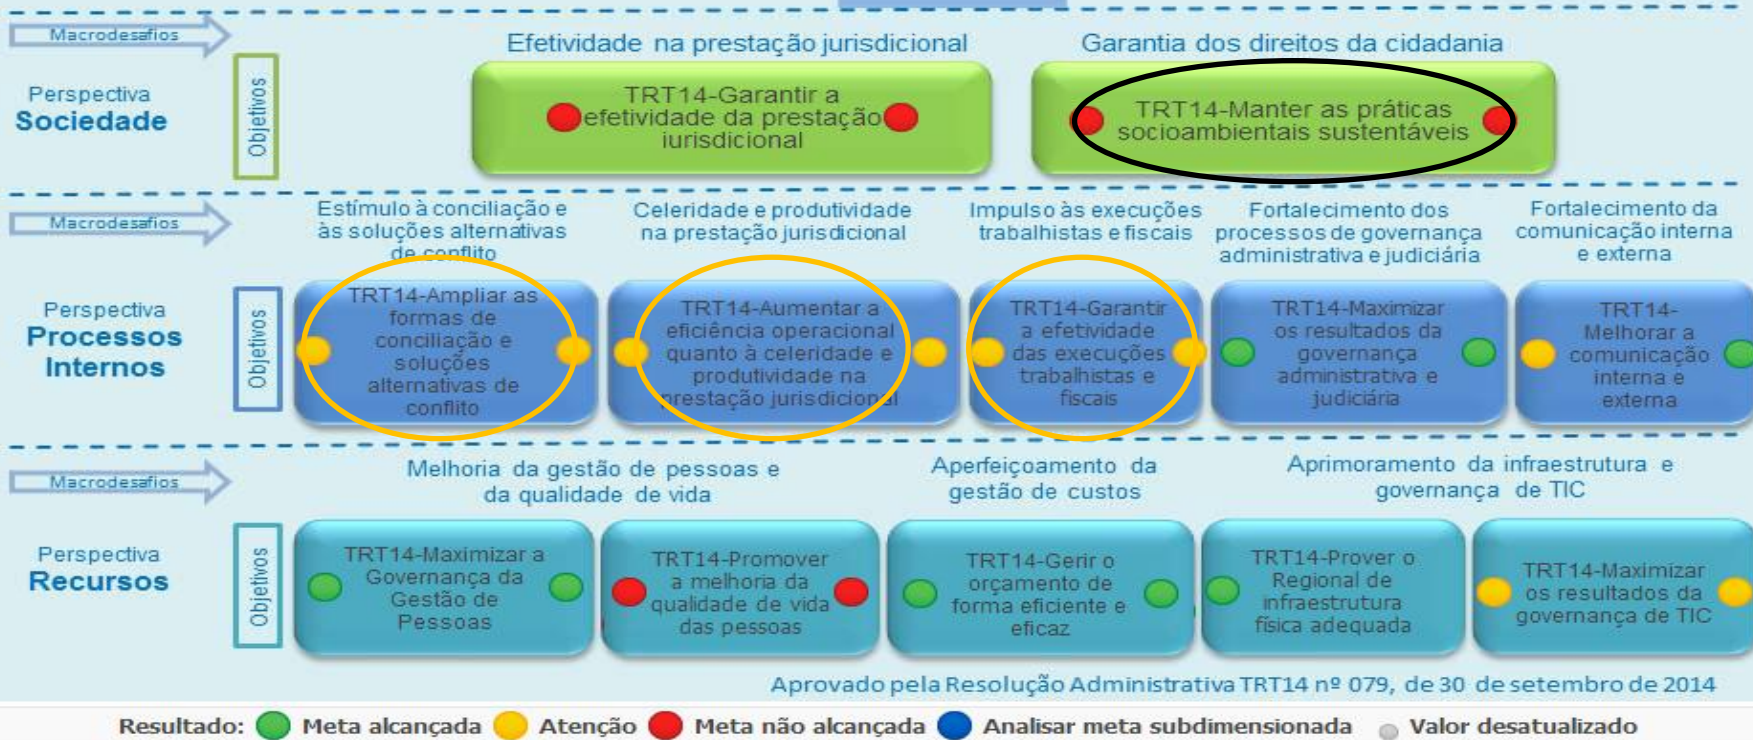 Macrodesafios
Efetividade na prestação jurisdicional
Garantia dos direitos da cidadania
Perspectiva
Sociedade
Objetivos
TRT14-Garantir a
efetividade da prestação
jurisdicional
TRT14-Manter as práticas
socioambientais sustentáveis
Macrodesafios
Estímulo à conciliação e
às soluções alternativas
de conflito
Celeridade e produtividade
na prestação jurisdicional
Impulso às execuções
trabalhistas e fiscais
Fortalecimento dos
processos de governança
administrativa e judiciária
Fortalecimento da
comunicação interna
e externa
Perspectiva
Processos
Internos
Objetivos
TRT14-Ampliar as
formas de
conciliação e
soluções
alternativas de
conflito
TRT14-Aumentar a
eficiência operacional
quanto à celeridade e
produtividade na
prestação jurisdicional
TRT14-Garantir
a efetividade
das execuções
trabalhistas e
fiscais
TRT14-Maximizar
os resultados da
governança
administrativa e
judiciária
TRT14-
Melhorar a
comunicação
interna e
externa
Macrodesafios
Melhoria da gestão de pessoas e
da qualidade de vida
Aperfeiçoamento da
gestão de custos
Aprimoramento da infraestrutura e
governança de TIC
Perspectiva
Recursos
Objetivos
TRT14-Maximizar a
Governança da
Gestão de
Pessoas
TRT14-Promover
a melhoria da
qualidade de vida
das pessoas
TRT14-Gerir o
orçamento de
forma eficiente e
eficaz
TRT14-Prover o
Regional de
infraestrutura
física adequada
TRT14-Maximizar
os resultados da
governança de TIC
Aprovado pela Resolução Administrativa TRT14 nº 079, de 30 de setembro de 2014
Resultado: Meta alcançada Atenção Meta não alcançada Analisar meta subdimensionada Valor desatualizado